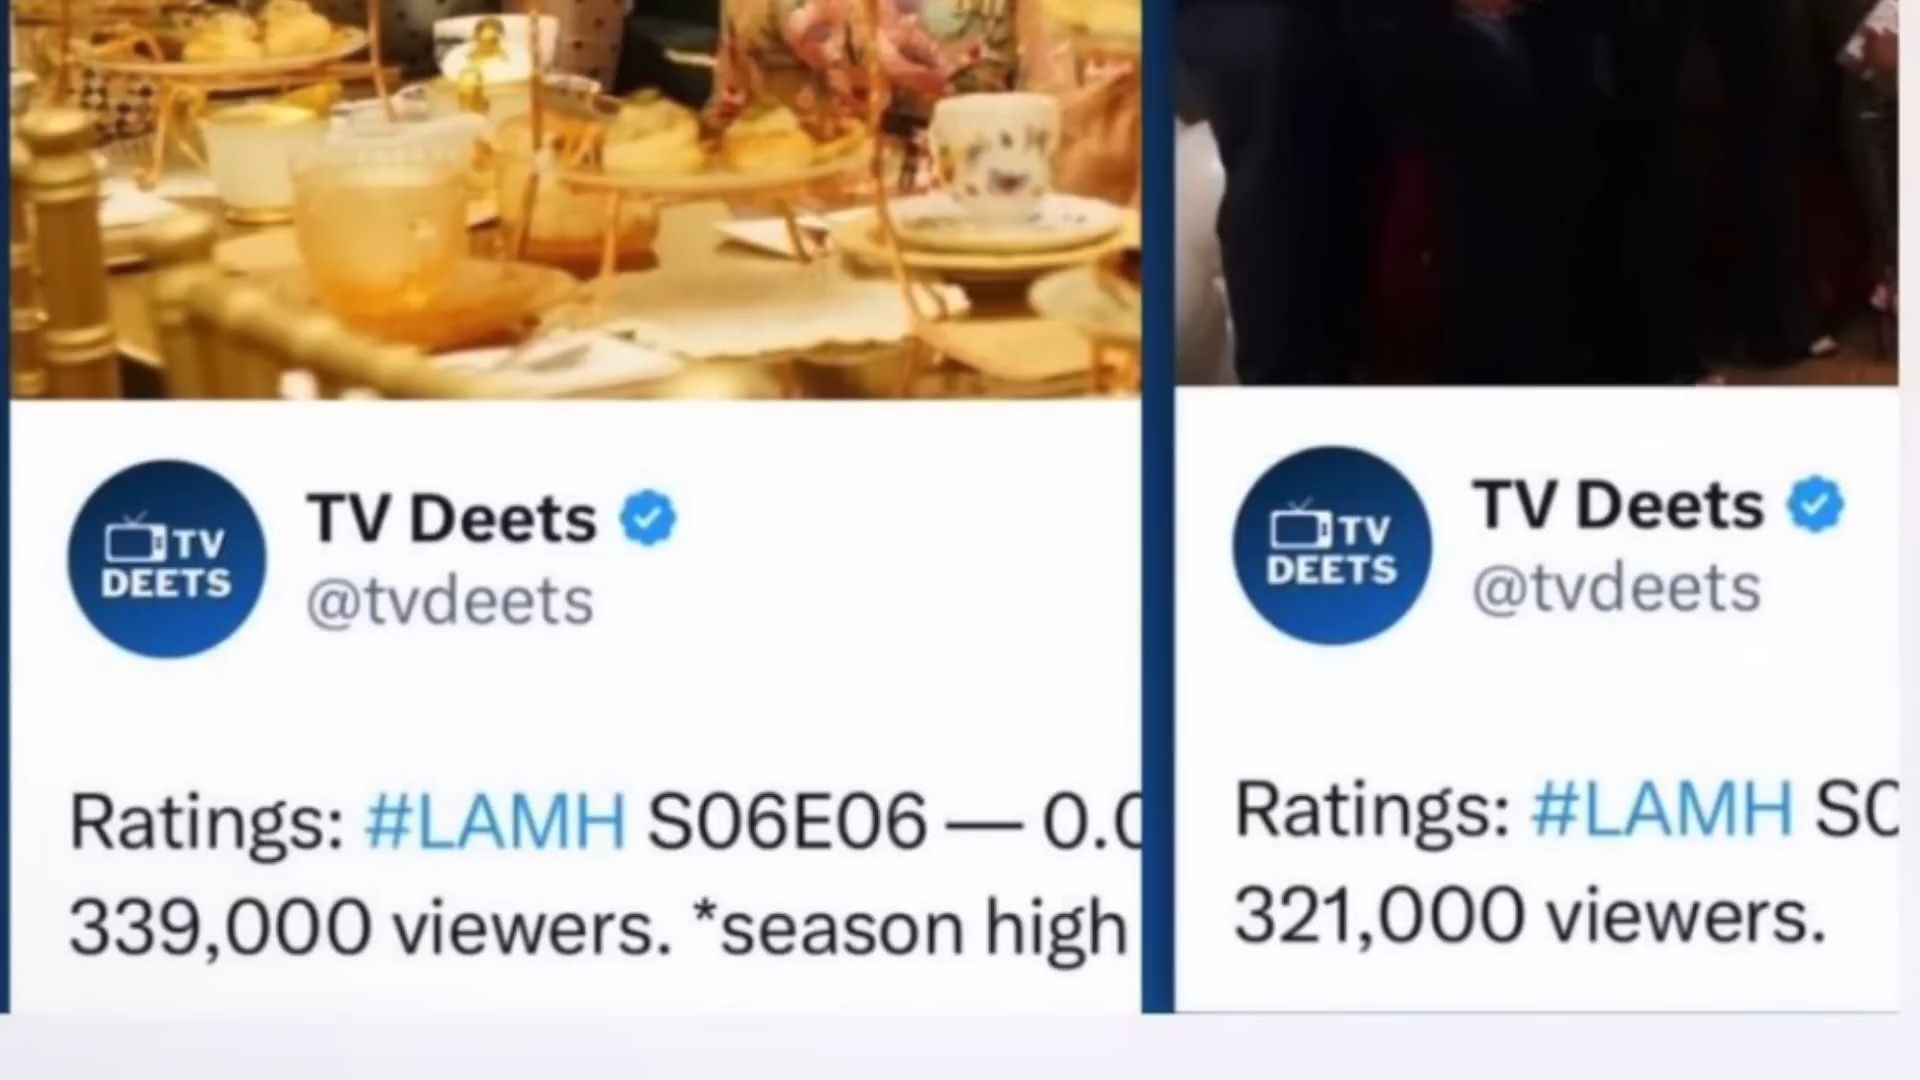 TV
DEETS
TV Deets
@tvdeets
Ratings: #LAMH S06E06 — 0.0
339,000 viewers. *season high
TV
DEETS
TV Deets
@tvdeets
Ratings: #LAMH S0
321,000 viewers.